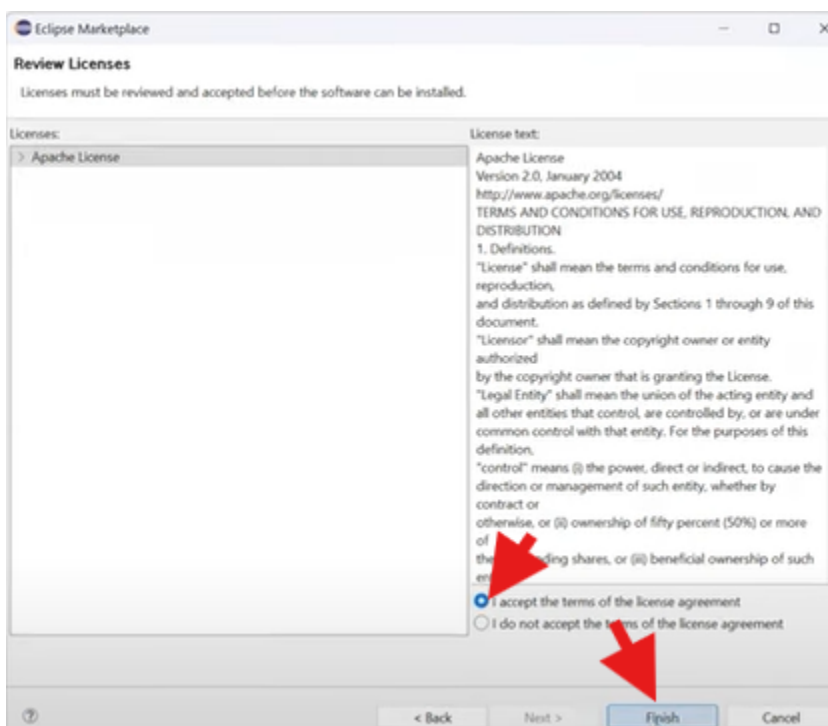 Eclipse Marketplace
Review Licenses
Licenses must be reviewed and accepted before the software can be installed.
Licenses:
> Apache License
License text:
Apache License
Version 2.0, January 2004
http://www.apache.org/licenses/
TERMS AND CONDITIONS FOR USE, REPRODUCTION, AND
DISTRIBUTION
1. Definitions.
"License" shall mean the terms and conditions for use,
reproduction,
and distribution as defined by Sections 1 through 9 of this
document.
"Licensor" shall mean the copyright owner or entity
authorized
by the copyright owner that is granting the License.
"Legal Entity" shall mean the union of the acting entity and
all other entities that control, are controlled by, or are under
common control with that entity. For the purposes of this
definition,
"control" means (i) the power, direct or indirect, to cause the
direction or management of such entity, whether by
contract or
otherwise, or (ii) ownership of fifty percent (50%) or more
of
shares, or (iii) beneficial ownership of such
I accept the terms of the license agreement
I do not accept the terms of the license agreement
< Back
Next >
Finish
Cancel